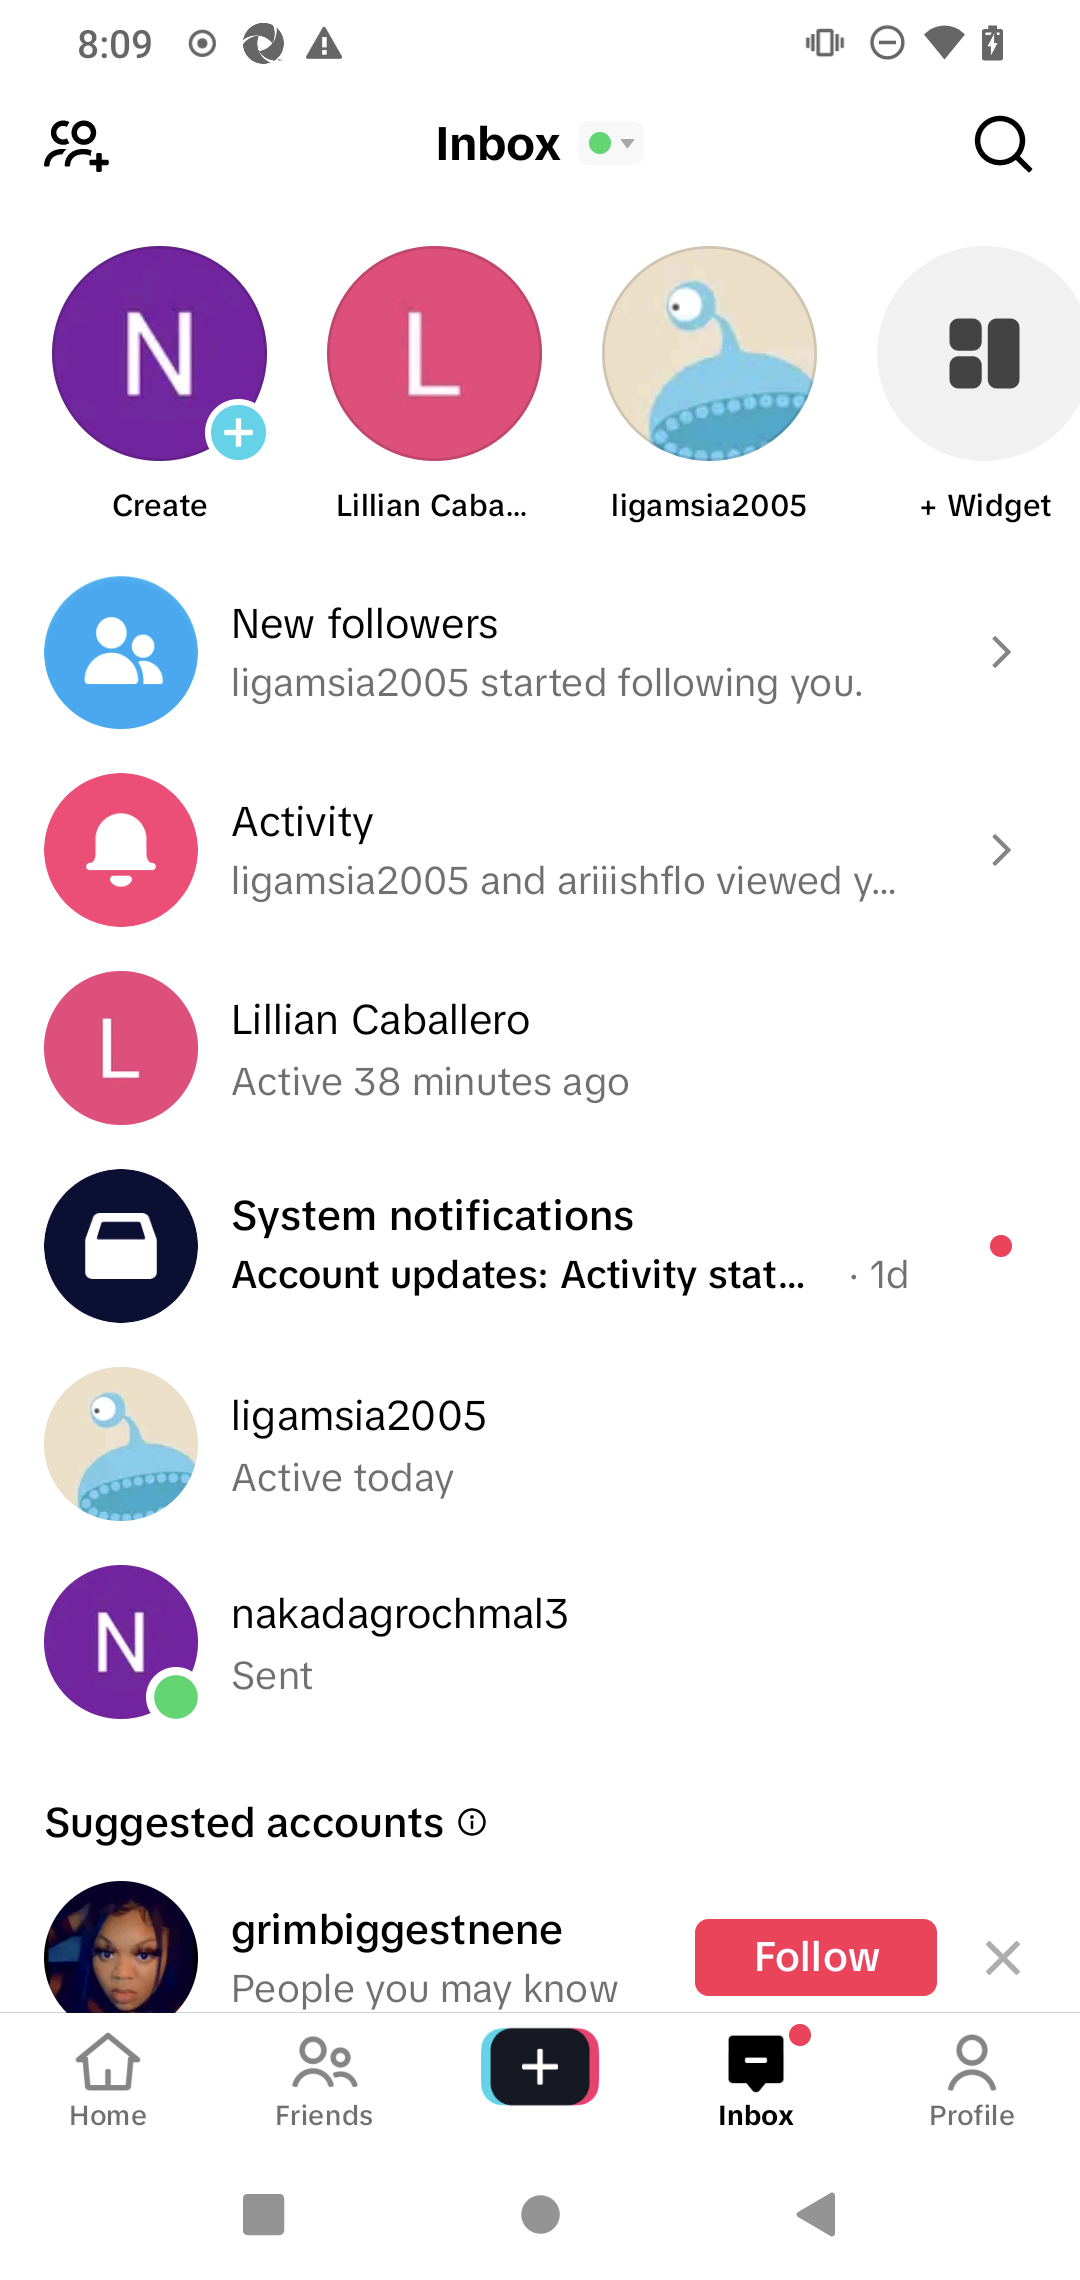 8:09
Inbox
N
L
Create
Lillian Caba...
ligamsia2005
+ Widget
New followers
ligamsia2005 started following you.
Activity
ligamsia2005 and ariiishflo viewed y...
L
Lillian Caballero
Active 38 minutes ago
System notifications
Account updates: Activity stat... · 1d
ligamsia2005
Active today
N
nakadagrochmal3
Sent
Suggested accounts
grimbiggestnene
People you may know
Follow
Home
Friends
Inbox
Profile